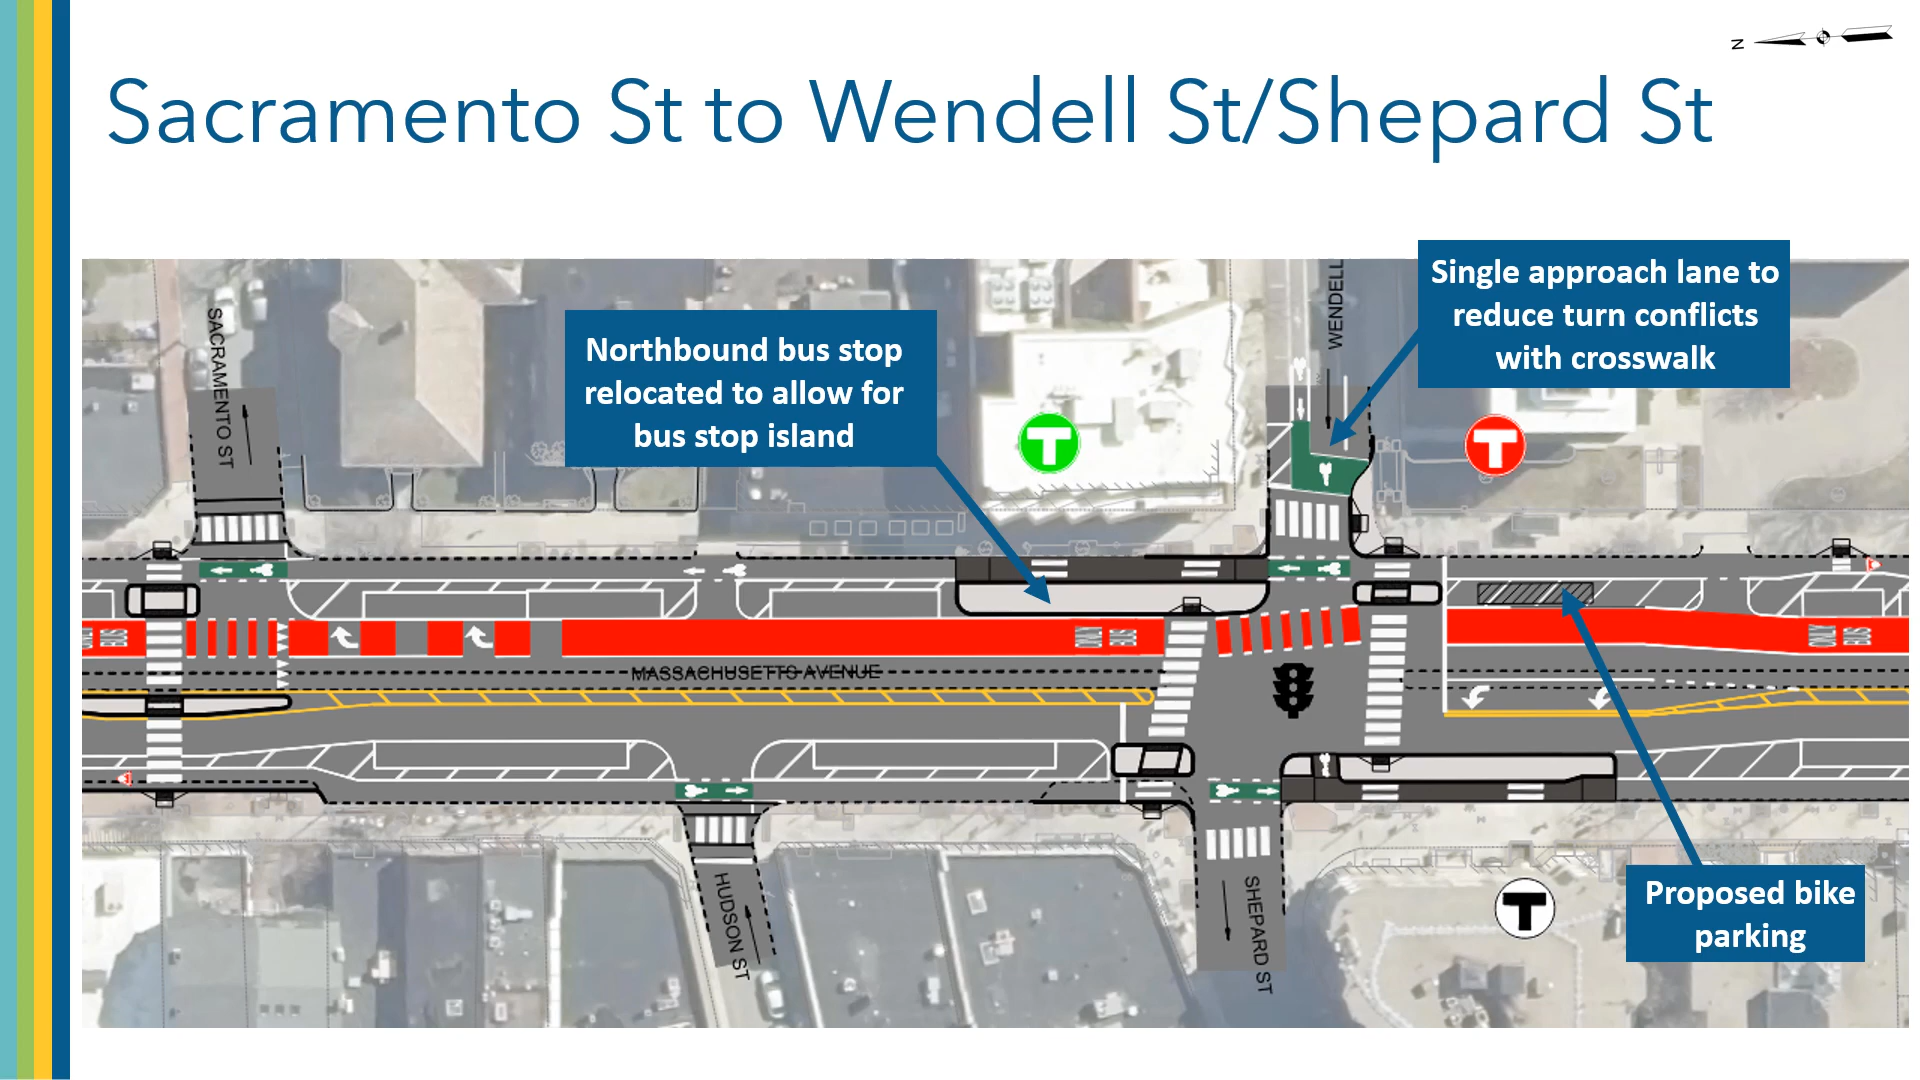 N
Sacramento St to Wendell St/Shepard St
Single approach lane to
reduce turn conflicts
with crosswalk
Northbound bus stop
relocated to allow for
bus stop island
SACRAMENTO ST
WENDELL
T
T
ONLY
BUS
ONLY
BUS
ONLY
BUS
MASSACHUSETTS AVENUE
HUDSON ST
SHEPARD ST
T
Proposed bike
parking